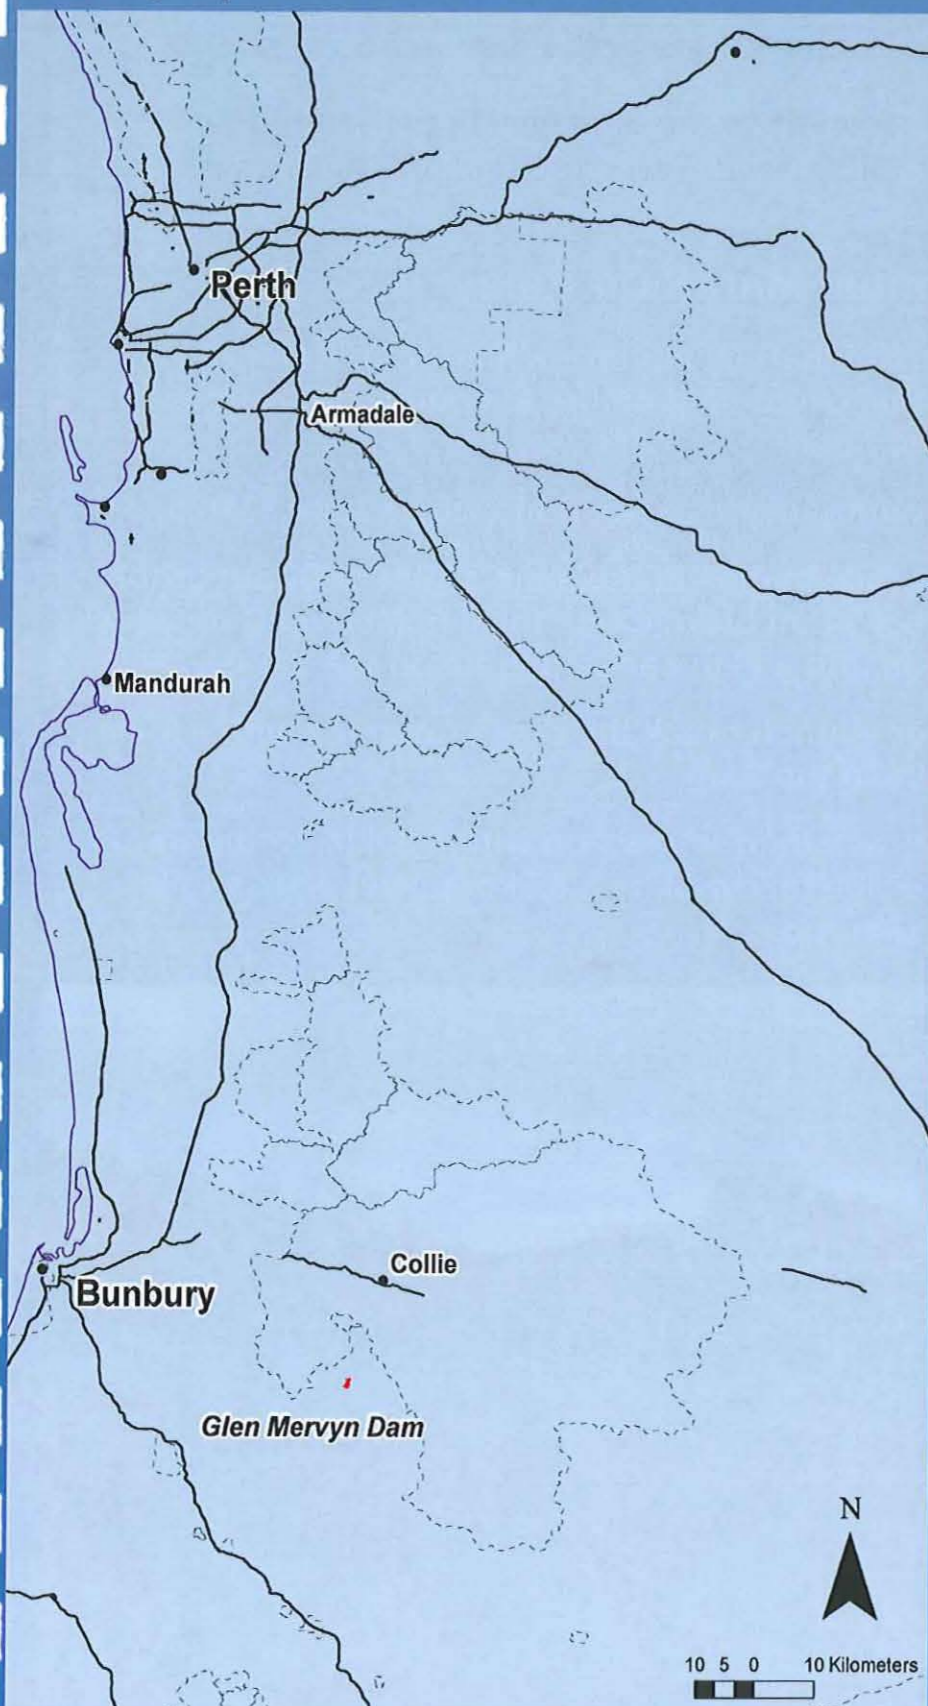 Perth
Armadale
Mandurah
Collie
Bunbury
Glen Mervyn Dam
N
10 5 0 10 Kilometers